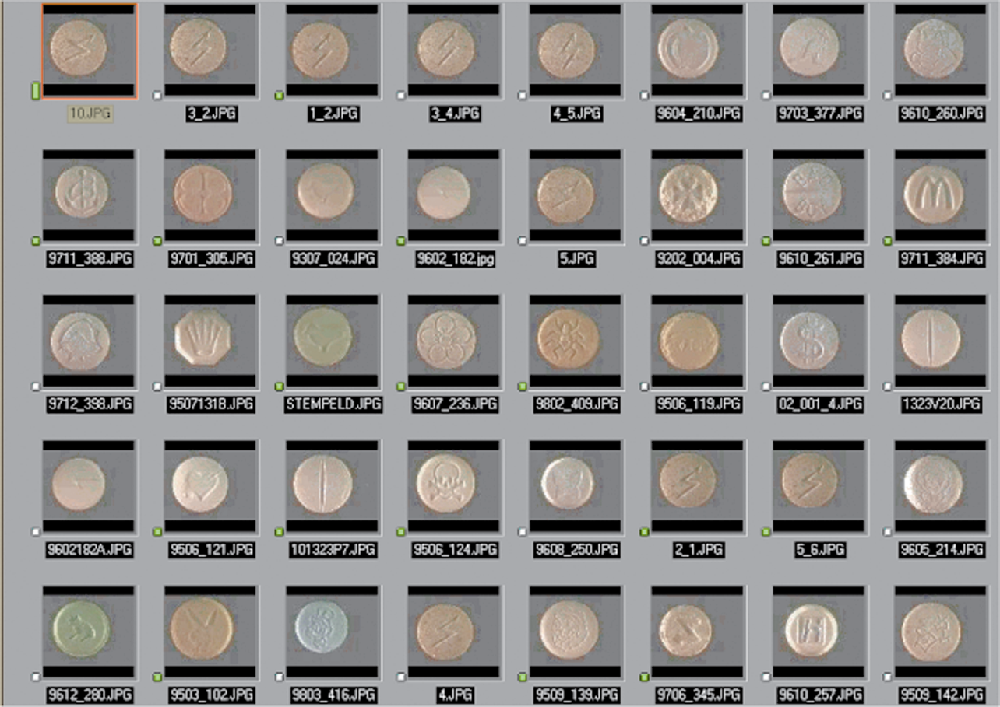 10.JPG 3_2.JPG 1_2.JPG 3_4.JPG 4_5.JPG 9604_210.JPG 9703_377.JPG 9610_260.JPG
BAD
BOY
M
9711_388.JPG 9701_305.JPG 9307_024.JPG 9602_182.jpg 5.JPG 9202_004.JPG 9610_261.JPG 9711_384.JPG
$
9712_398.JPG 9507131B.JPG STEMPELD.JPG 9607_236.JPG 9802_409.JPG 9506_119.JPG 02_001_4.JPG 1323V20.JPG
9602182A.JPG 9506_121.JPG 101323P7.JPG 9506_124.JPG 9608_250.JPG 2_1.JPG 5_6.JPG 9605_214.JPG
H
9612_280.JPG 9503_102.JPG 9803_416.JPG 4.JPG 9509_139.JPG 9706_345.JPG 9610_257.JPG 9509_142.JPG